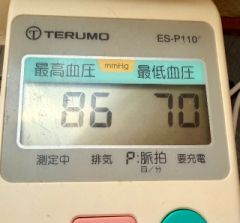 TERUMO ES-P110
最高血圧 mmHg 最低血圧
86 70
測定中 排気 P:脈拍 要充電
回/分